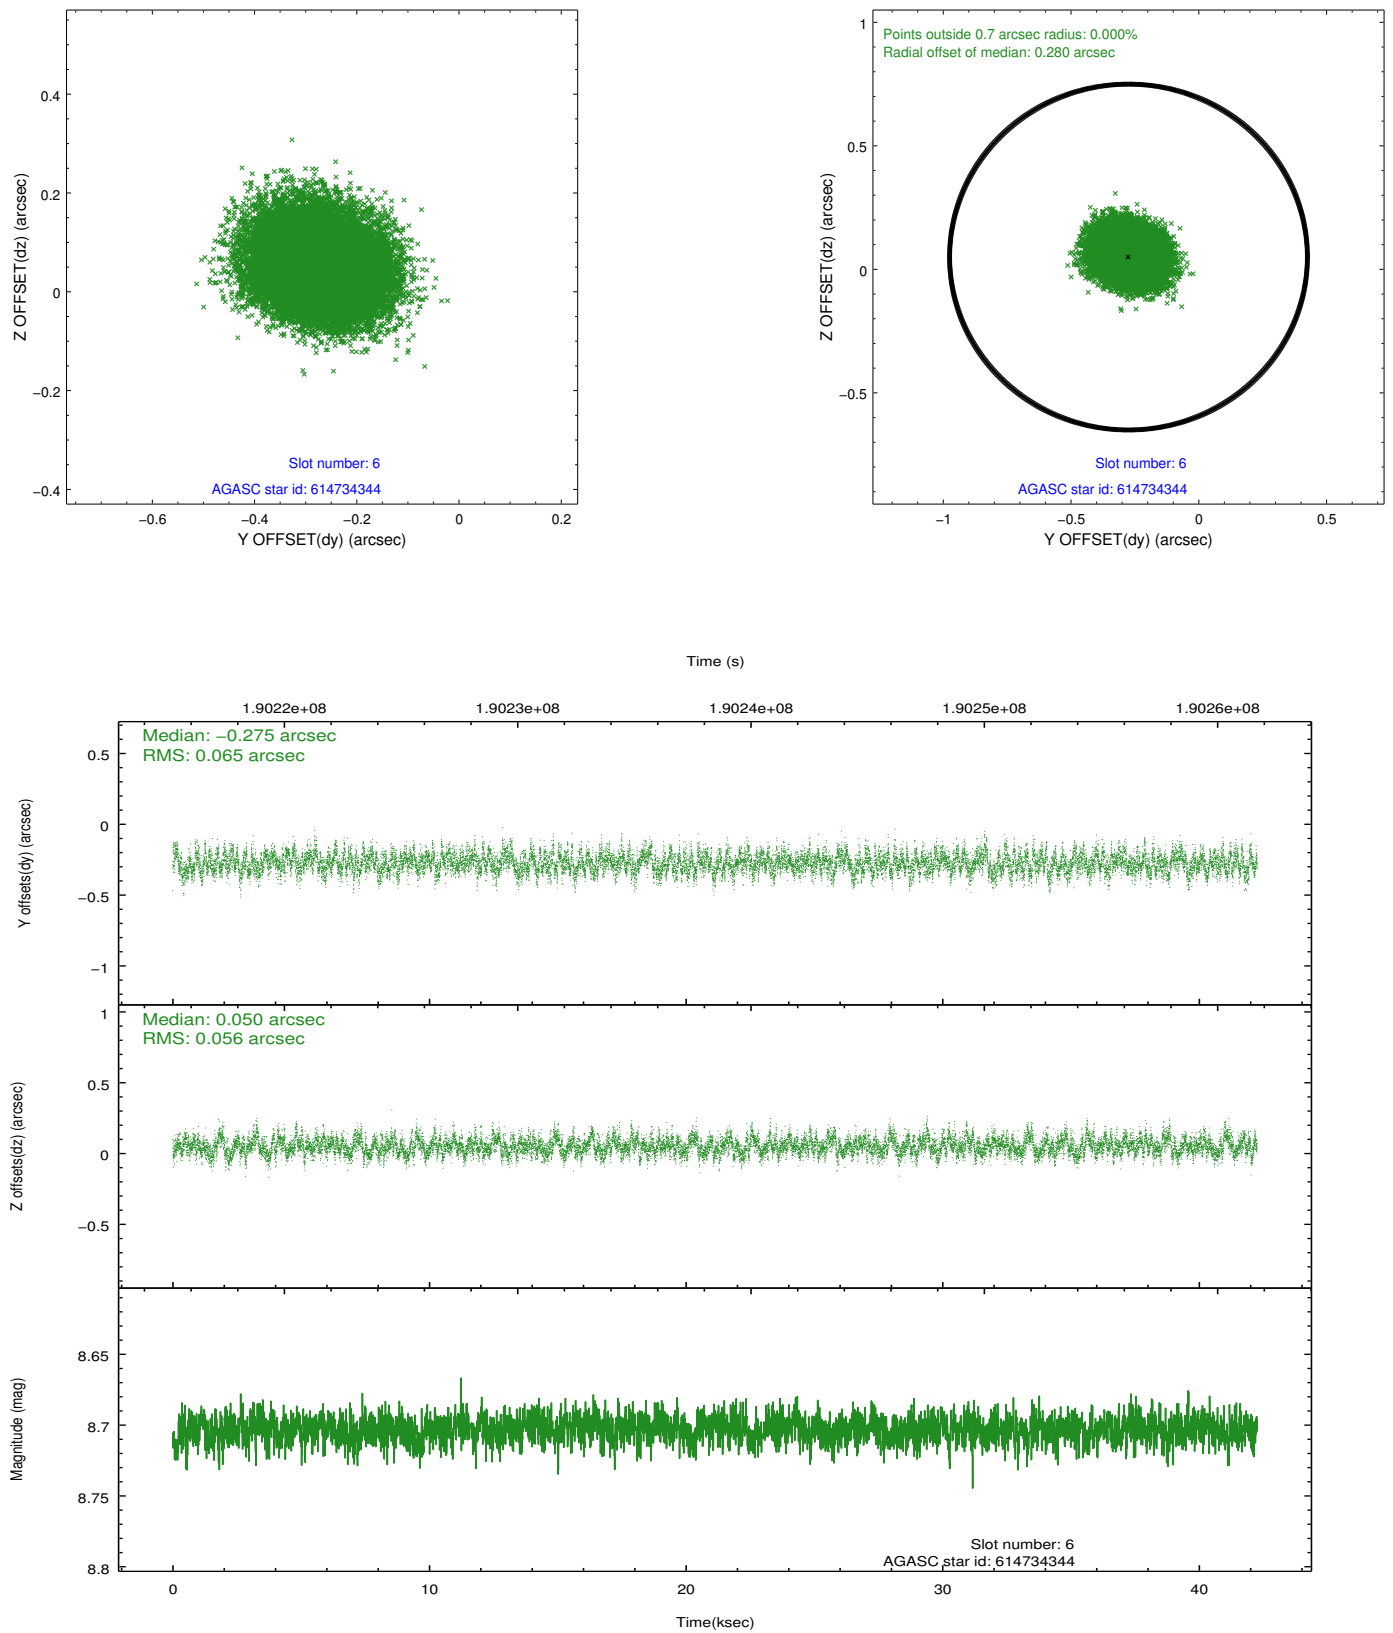 0.4
0.2
0
−0.2
−0.4
Z OFFSET(dz) (arcsec)
−0.6
−0.4
−0.2
0
0.2
Y OFFSET(dy) (arcsec)
Slot number: 6
AGASC star id: 614734344
Points outside 0.7 arcsec radius: 0.000%
Radial offset of median: 0.280 arcsec
1
0.5
0
−0.5
Z OFFSET(dz) (arcsec)
Slot number: 6
AGASC star id: 614734344
−1
−0.5
0
0.5
Y OFFSET(dy) (arcsec)
Time (s)
1.9022e+08
1.9023e+08
1.9024e+08
1.9025e+08
1.9026e+08
Median: −0.275 arcsec
RMS: 0.065 arcsec
0.5
0
−0.5
−1
Y offsets(dy) (arcsec)
Median: 0.050 arcsec
RMS: 0.056 arcsec
1
0.5
0
−0.5
Z offsets(dz) (arcsec)
8.65
8.7
8.75
8.8
Magnitude (mag)
Slot number: 6
AGASC star id: 614734344
0
10
20
30
40
Time(ksec)